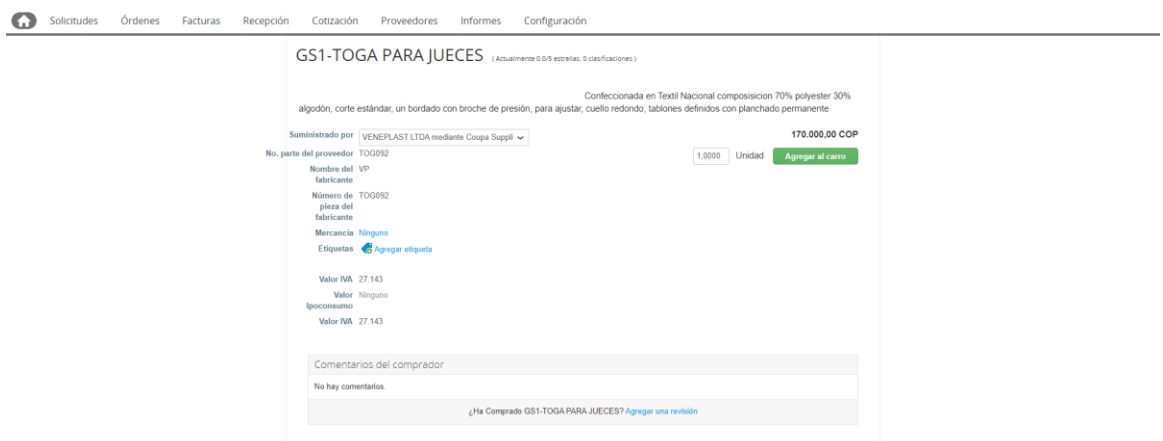 Solicitudes Órdenes Facturas Recepción Cotización Proveedores Informes Configuración
GS1-TOGA PARA JUECES ( Actualmente 0.0/5 estrellas. 0 clasificaciones )
Confeccionada en Textil Nacional composisicion 70% polyester 30%
algodón, corte estándar, un bordado con broche de presión, para ajustar, cuello redondo, tablones definidos con planchado permanente
Suministrado por VENEPLAST LTDA mediante Coupa Suppli 170.000,00 COP
No. parte del proveedor TOG092 1,0000 Unidad Agregar al carro
Nombre del VP
fabricante
Número de TOG092
pieza del
fabricante
Mercancía Ninguno
Etiquetas Agregar etiqueta
Valor IVA 27.143
Valor Ninguno
Ipoconsumo
Valor IVA 27.143
Comentarios del comprador
No hay comentarios.
¿Ha Comprado GS1-TOGA PARA JUECES? Agregar una revisión